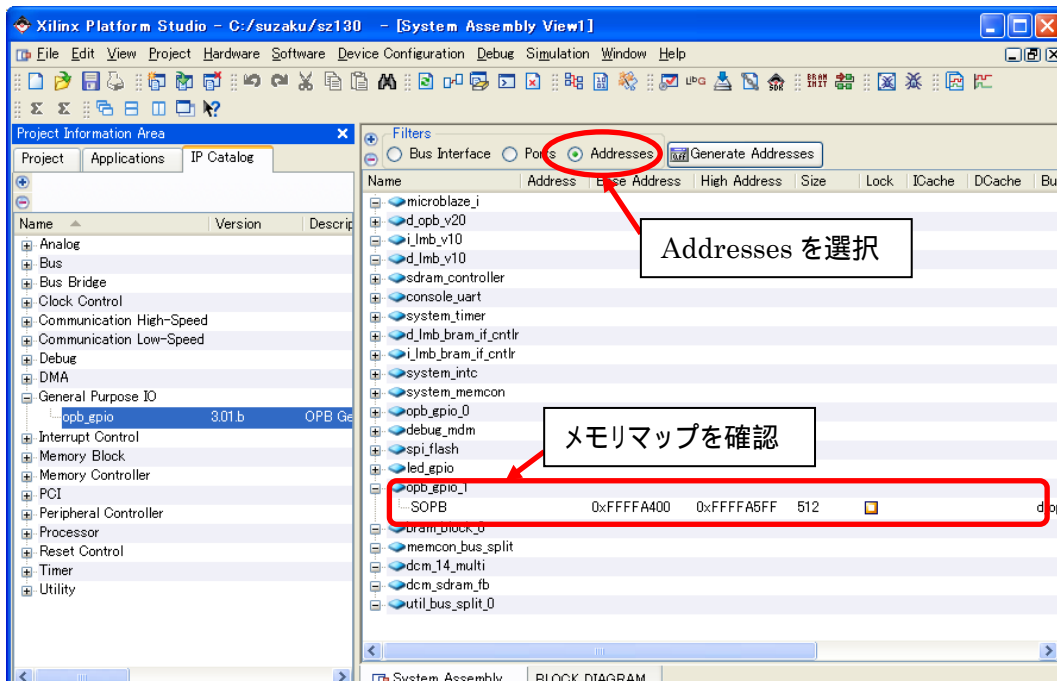 Xilinx Platform Studio - C:/suzaku/sz130 - [System Assembly View1]
File Edit View Project Hardware Software Device Configuration Debug Simulation Window Help
Project Information Area
Project Applications IP Catalog
Name Version Descrip
Analog
Bus
Bus Bridge
Clock Control
Communication High-Speed
Communication Low-Speed
Debug
DMA
General Purpose IO
opb_gpio 3.01.b OPB Ge
Interrupt Control
Memory Block
Memory Controller
PCI
Peripheral Controller
Processor
Reset Control
Timer
Utility
Filters
Bus Interface Ports Addresses Generate Addresses
Name Address Base Address High Address Size Lock ICache DCache Bu
microblaze_i
d_opb_v20
i_lmb_v10
d_lmb_v10
sdram_controller
console_uart
system_timer
d_lmb_bram_if_cntlr
i_lmb_bram_if_cntlr
system_intc
system_memcon
opb_gpio_0
debug_mdm
spi_flash
led_gpio
opb_gpio_1
SOPB 0xFFFFA400 0xFFFFA5FF 512
bram_block_0
memcon_bus_split
dcm_14_multi
dcm_sdram_fb
util_bus_split_0
Addresses を選択
メモリマップを確認
System Assembly BLOCK DIAGRAM